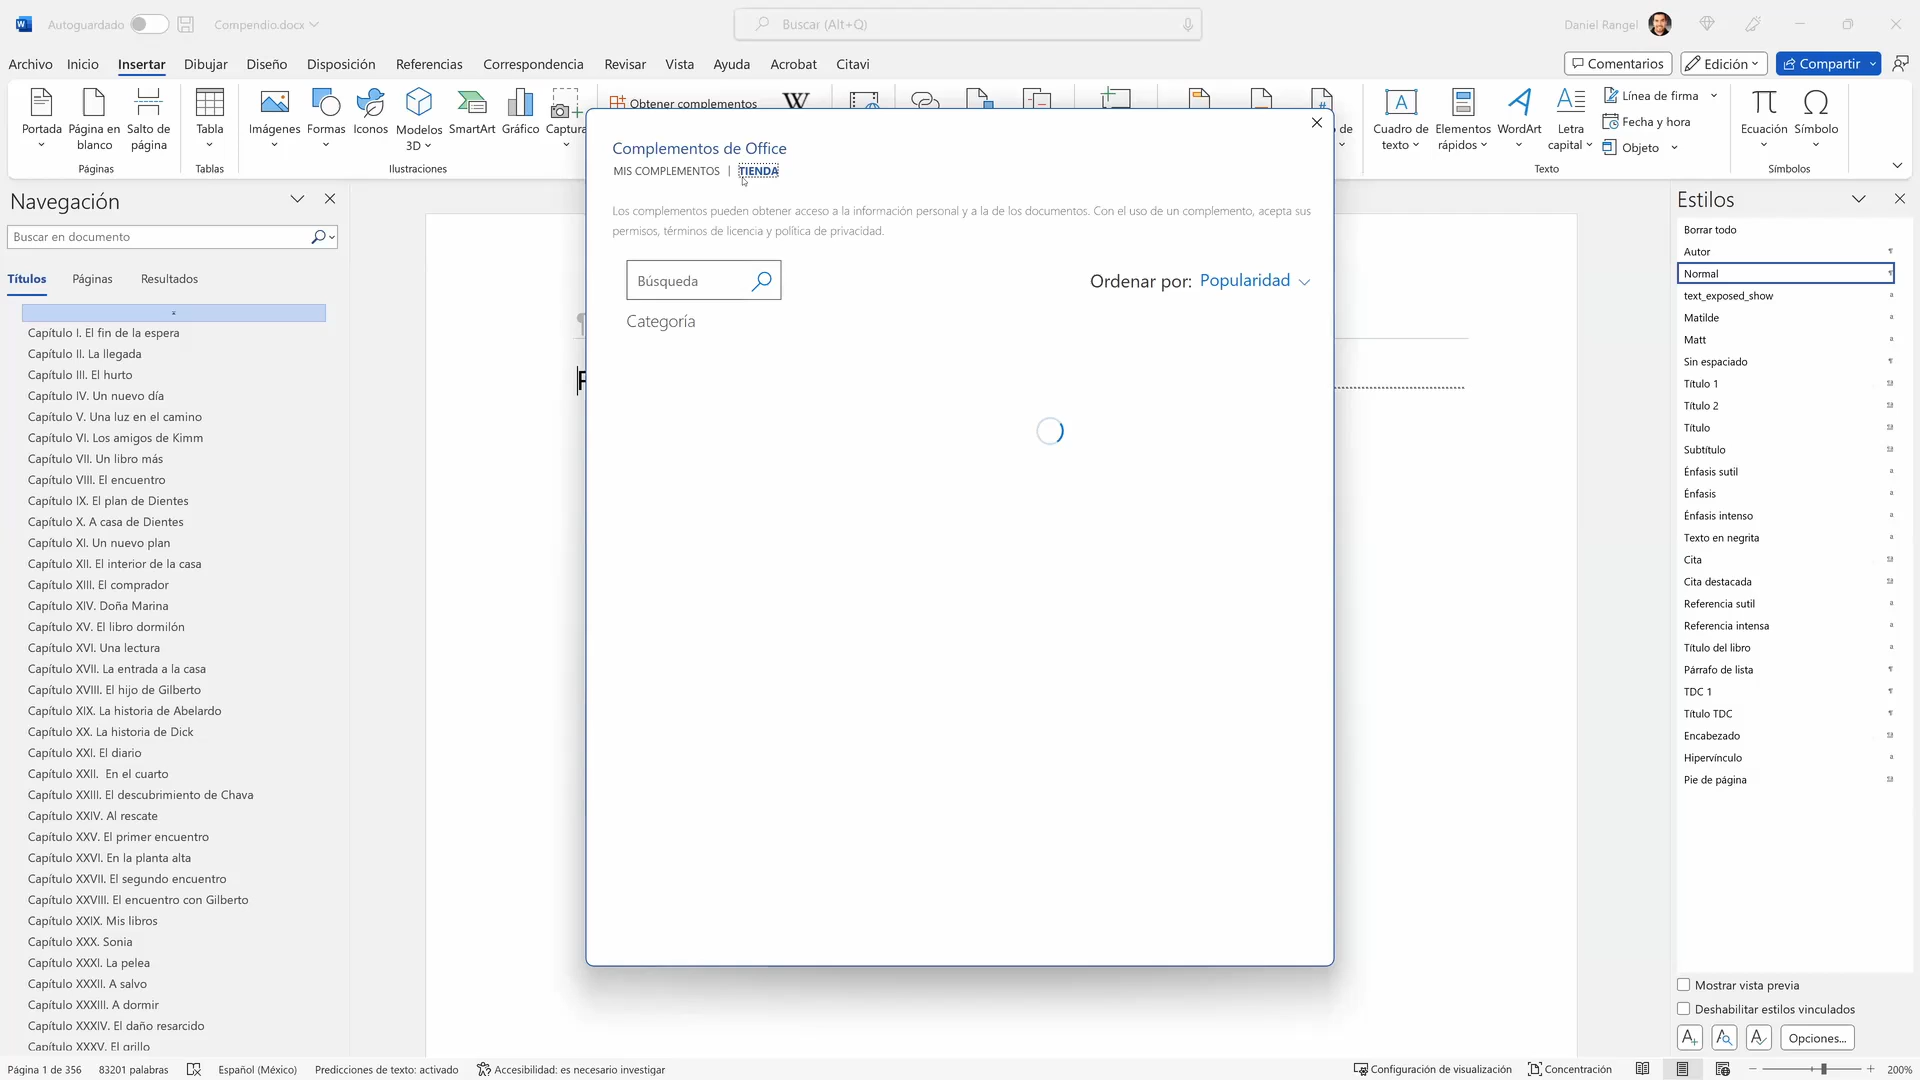 Autoguardado
Compendio.docx
Buscar (Alt+Q)
Daniel Rangel
Archivo Inicio Insertar Dibujar Diseño Disposición Referencias Correspondencia Revisar Vista Ayuda Acrobat Citavi
Comentarios Edición Compartir
Portada
Página en blanco
Salto de página
Páginas
Tabla
Tablas
Imágenes
Formas
Iconos
Modelos 3D
SmartArt
Gráfico
Captura
Ilustraciones
Obtener complementos
W
de
Cuadro de texto
Elementos rápidos
WordArt
Letra capital
Línea de firma
Fecha y hora
Objeto
Texto
Ecuación
Símbolo
Símbolos
Navegación
Buscar en documento
Títulos Páginas Resultados
Capítulo I. El fin de la espera
Capítulo II. La llegada
Capítulo III. El hurto
Capítulo IV. Un nuevo día
Capítulo V. Una luz en el camino
Capítulo VI. Los amigos de Kimm
Capítulo VII. Un libro más
Capítulo VIII. El encuentro
Capítulo IX. El plan de Dientes
Capítulo X. A casa de Dientes
Capítulo XI. Un nuevo plan
Capítulo XII. El interior de la casa
Capítulo XIII. El comprador
Capítulo XIV. Doña Marina
Capítulo XV. El libro dormilón
Capítulo XVI. Una lectura
Capítulo XVII. La entrada a la casa
Capítulo XVIII. El hijo de Gilberto
Capítulo XIX. La historia de Abelardo
Capítulo XX. La historia de Dick
Capítulo XXI. El diario
Capítulo XXII.  En el cuarto
Capítulo XXIII. El descubrimiento de Chava
Capítulo XXIV. Al rescate
Capítulo XXV. El primer encuentro
Capítulo XXVI. En la planta alta
Capítulo XXVII. El segundo encuentro
Capítulo XXVIII. El encuentro con Gilberto
Capítulo XXIX. Mis libros
Capítulo XXX. Sonia
Capítulo XXXI. La pelea
Capítulo XXXII. A salvo
Capítulo XXXIII. A dormir
Capítulo XXXIV. El daño resarcido
Capítulo XXXV. El grillo
Complementos de Office
MIS COMPLEMENTOS | TIENDA
Los complementos pueden obtener acceso a la información personal y a la de los documentos. Con el uso de un complemento, acepta sus
permisos, términos de licencia y política de privacidad.
Búsqueda
Ordenar por: Popularidad
Categoría
Estilos
Borrar todo
Autor
Normal
text_exposed_show
Matilde
Matt
Sin espaciado
Título 1
Título 2
Título
Subtítulo
Énfasis sutil
Énfasis
Énfasis intenso
Texto en negrita
Cita
Cita destacada
Referencia sutil
Referencia intensa
Título del libro
Párrafo de lista
TDC 1
Título TDC
Encabezado
Hipervínculo
Pie de página
Mostrar vista previa
Deshabilitar estilos vinculados
Opciones...
Página 1 de 356 83201 palabras Español (México) Predicciones de texto: activado Accesibilidad: es necesario investigar
Configuración de visualización Concentración 200%